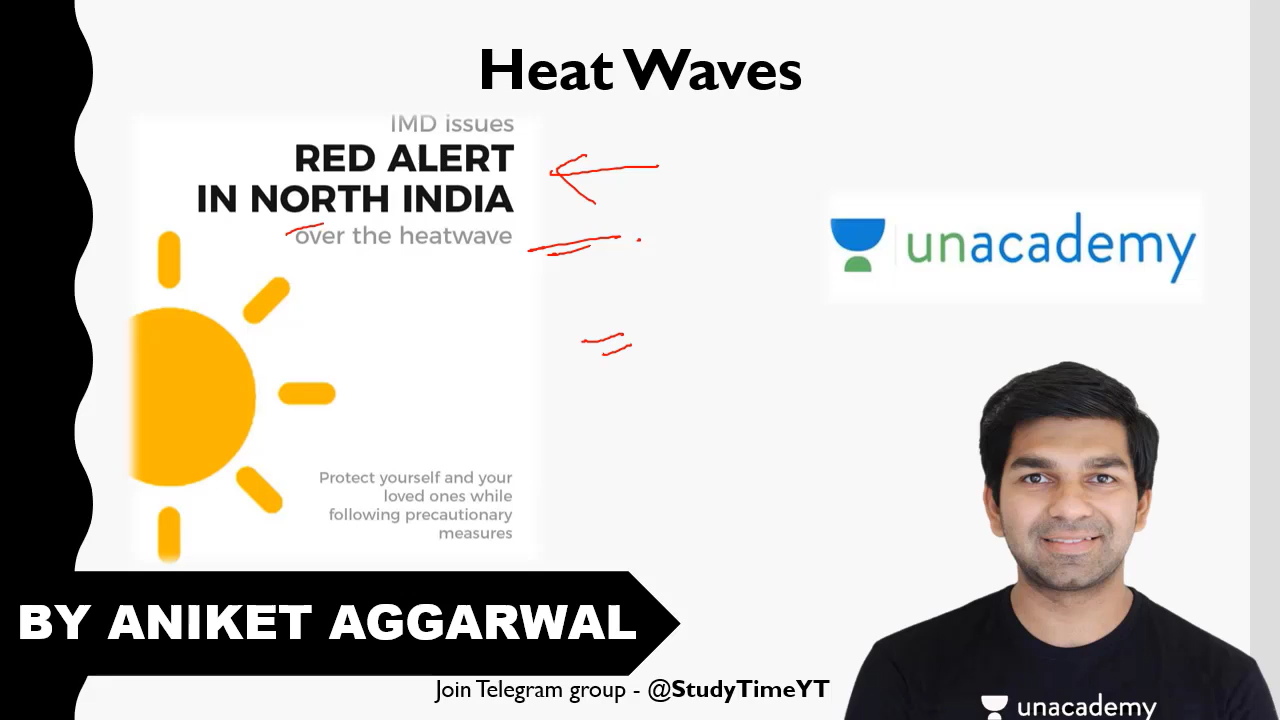 Heat Waves
IMD issues
RED ALERT
IN NORTH INDIA
over the heatwave
unacademy
Protect yourself and your
loved ones while
following precautionary
measures
BY ANIKET AGGARWAL
Join Telegram group - @StudyTimeYT
unacademy